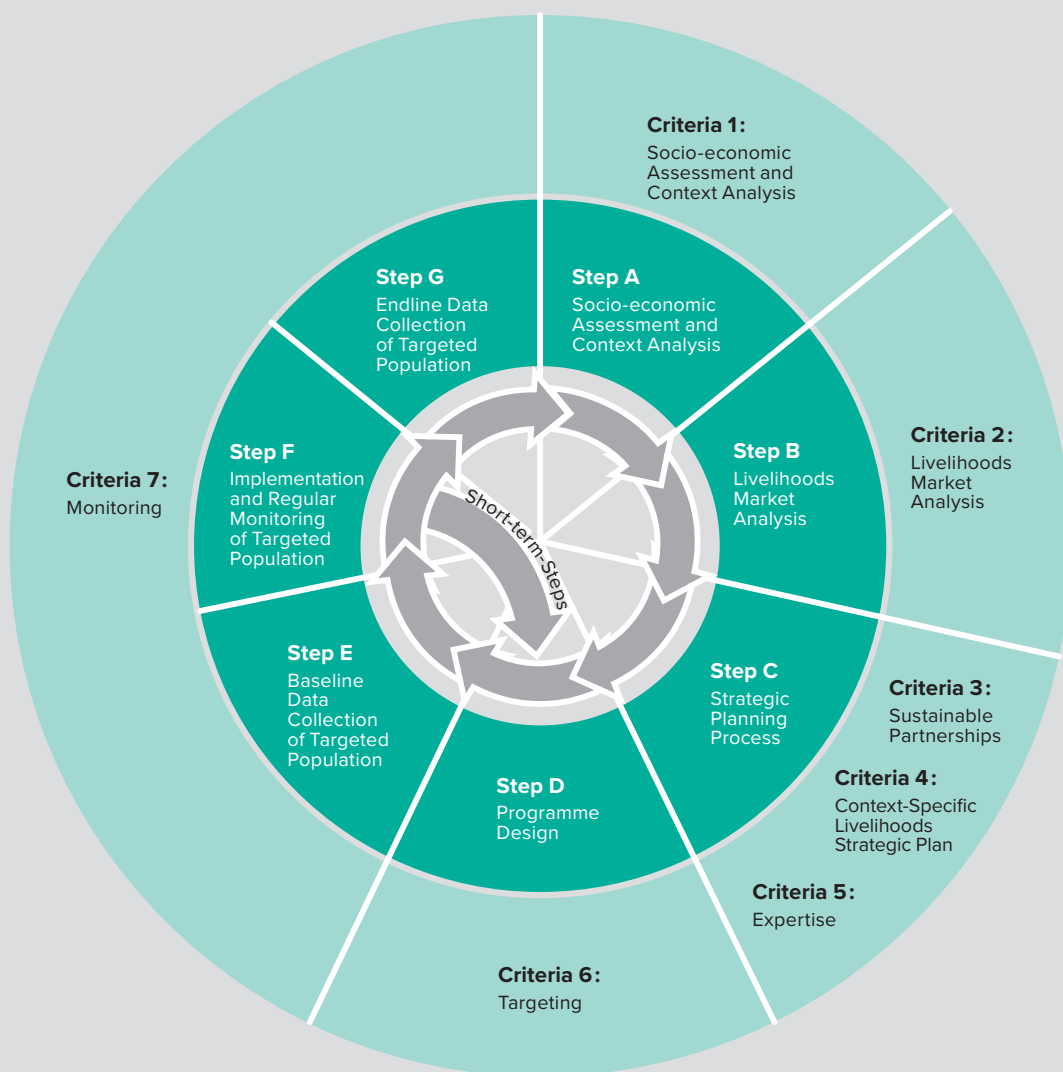 Criteria 1:
Socio-economic
Assessment and
Context Analysis
Criteria 2:
Livelihoods
Market
Analysis
Criteria 3:
Sustainable
Partnerships
Criteria 4:
Context-Specific
Livelihoods
Strategic Plan
Criteria 5:
Expertise
Criteria 6:
Targeting
Criteria 7:
Monitoring
Step A
Socio-economic
Assessment and
Context Analysis
Step B
Livelihoods
Market
Analysis
Step C
Strategic
Planning
Process
Step D
Programme
Design
Step E
Baseline
Data
Collection
of Targeted
Population
Step F
Implementation
and Regular
Monitoring
of Targeted
Population
Step G
Endline Data
Collection
of Targeted
Population
Short-term-Steps